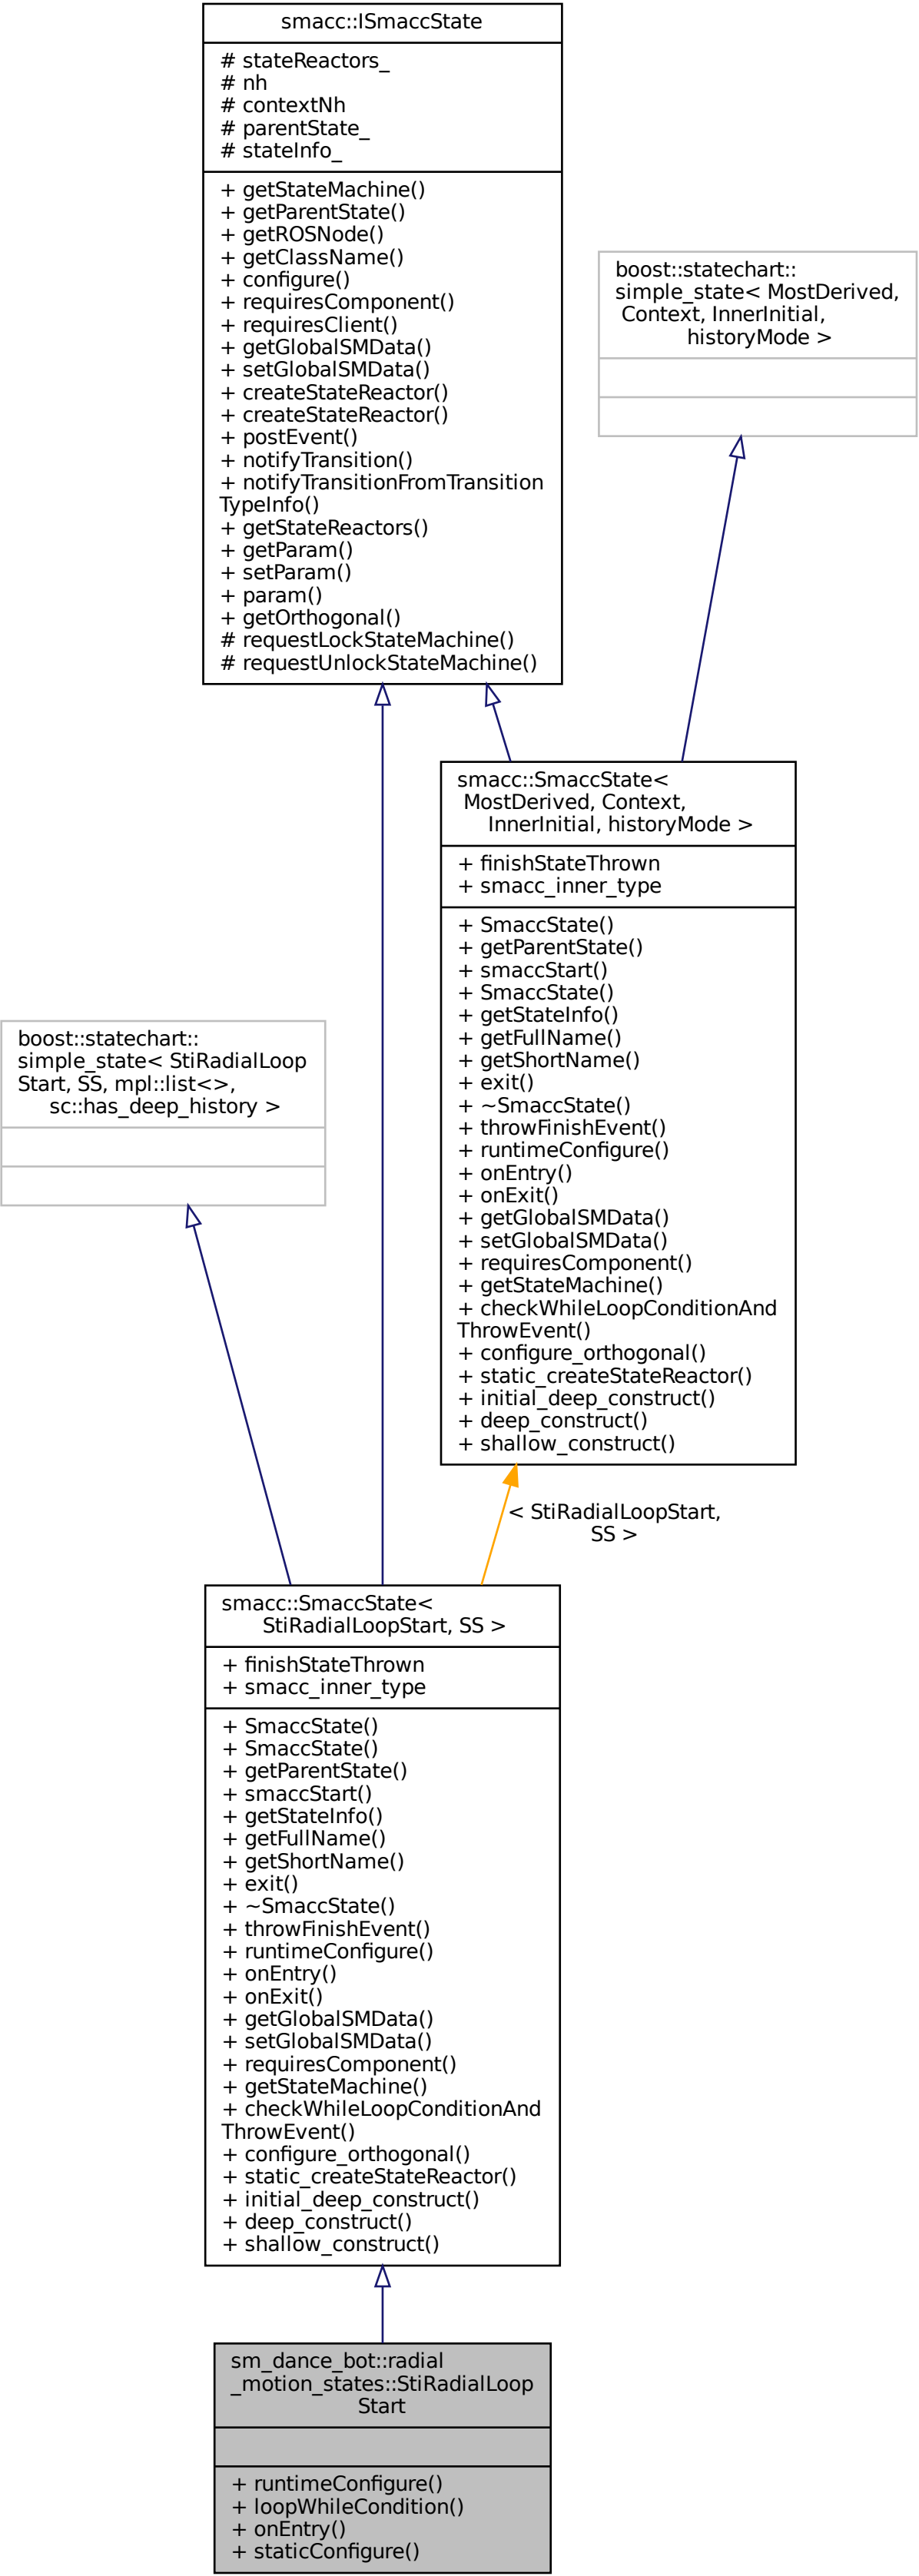 smacc::ISmaccState
# stateReactors_
# nh
# contextNh
# parentState_
# stateInfo_
+ getStateMachine()
+ getParentState()
+ getROSNode()
+ getClassName()
+ configure()
+ requiresComponent()
+ requiresClient()
+ getGlobalSMData()
+ setGlobalSMData()
+ createStateReactor()
+ createStateReactor()
+ postEvent()
+ notifyTransition()
+ notifyTransitionFromTransition
TypeInfo()
+ getStateReactors()
+ getParam()
+ setParam()
+ param()
+ getOrthogonal()
# requestLockStateMachine()
# requestUnlockStateMachine()
boost::statechart::
simple_state< MostDerived,
Context, InnerInitial,
historyMode >
smacc::SmaccState<
MostDerived, Context,
InnerInitial, historyMode >
+ finishStateThrown
+ smacc_inner_type
+ SmaccState()
+ getParentState()
+ smaccStart()
+ SmaccState()
+ getStateInfo()
+ getFullName()
+ getShortName()
+ exit()
+ ~SmaccState()
+ throwFinishEvent()
+ runtimeConfigure()
+ onEntry()
+ onExit()
+ getGlobalSMData()
+ setGlobalSMData()
+ requiresComponent()
+ getStateMachine()
+ checkWhileLoopConditionAnd
ThrowEvent()
+ configure_orthogonal()
+ static_createStateReactor()
+ initial_deep_construct()
+ deep_construct()
+ shallow_construct()
boost::statechart::
simple_state< StiRadialLoop
Start, SS, mpl::list<>,
sc::has_deep_history >
< StiRadialLoopStart,
SS >
smacc::SmaccState<
StiRadialLoopStart, SS >
+ finishStateThrown
+ smacc_inner_type
+ SmaccState()
+ SmaccState()
+ getParentState()
+ smaccStart()
+ getStateInfo()
+ getFullName()
+ getShortName()
+ exit()
+ ~SmaccState()
+ throwFinishEvent()
+ runtimeConfigure()
+ onEntry()
+ onExit()
+ getGlobalSMData()
+ setGlobalSMData()
+ requiresComponent()
+ getStateMachine()
+ checkWhileLoopConditionAnd
ThrowEvent()
+ configure_orthogonal()
+ static_createStateReactor()
+ initial_deep_construct()
+ deep_construct()
+ shallow_construct()
sm_dance_bot::radial
_motion_states::StiRadialLoop
Start
+ runtimeConfigure()
+ loopWhileCondition()
+ onEntry()
+ staticConfigure()